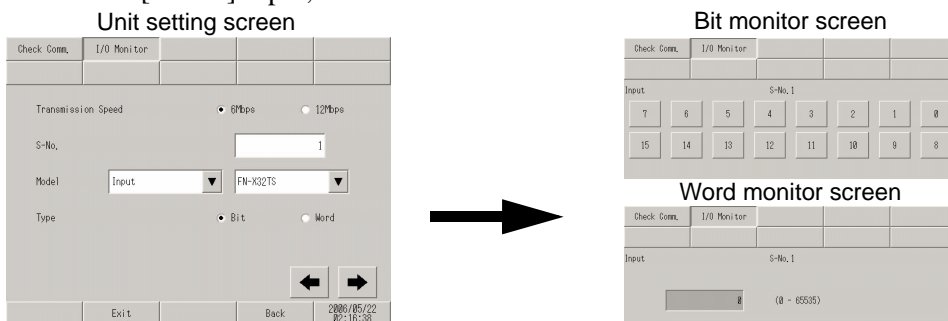 Unit setting screen
Check Comm. I/O Monitor
Transmission Speed 6Mbps 12Mbps
S-No. 1
Model Input FN-X32TS
Type Bit Word
Exit Back 2006/05/22
02:16:38
Bit monitor screen
Check Comm. I/O Monitor
Input S-No.1
7 6 5 4 3 2 1 0
15 14 13 12 11 10 9 8
Word monitor screen
Check Comm. I/O Monitor
Input S-No.1
0 (0 - 65535)